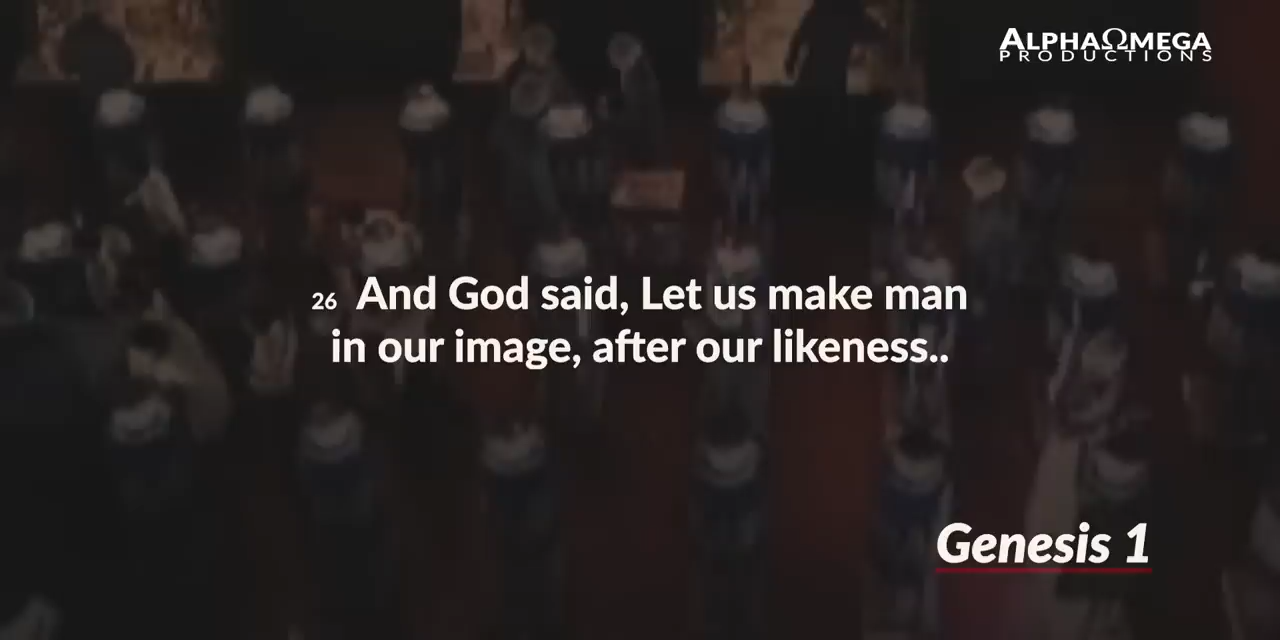 ALPHAΩMEGA
PRODUCTIONS
26 And God said, Let us make man
in our image, after our likeness..
Genesis 1